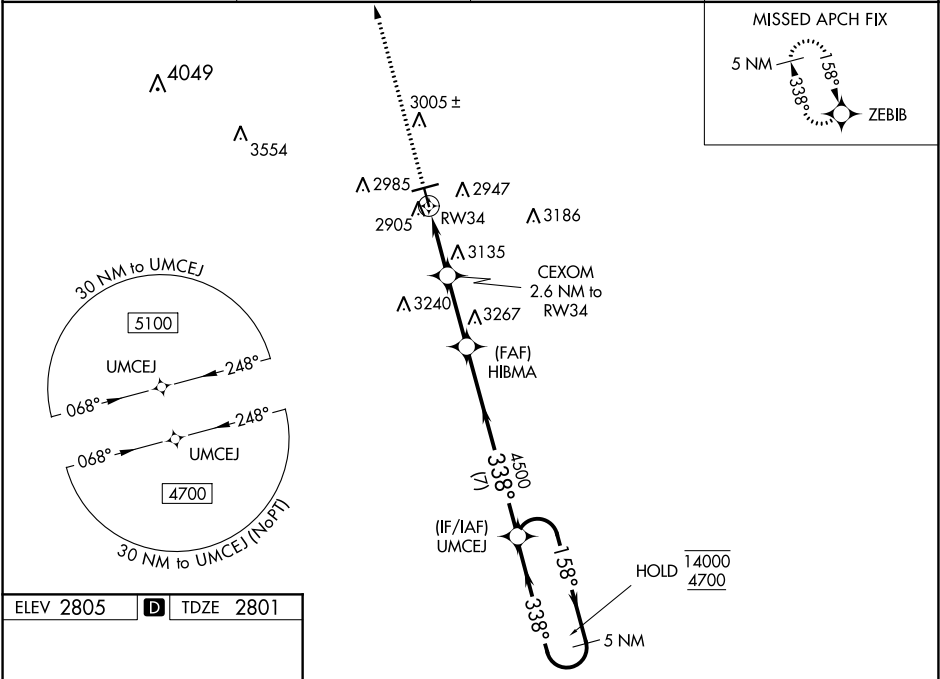 MISSED APCH FIX
5 NM
158°
338°
ZEBIB
4049
3554
3005 ±
2985
2947
2905
RW34
3186
3135
CEXOM
2.6 NM to
RW34
3240
3267
(FAF)
HIBMA
30 NM to UMCEJ
5100
UMCEJ
248°
068°
248°
068°
UMCEJ
4700
30 NM to UMCEJ (NoPT)
4500
338°
(7)
(IF/IAF)
UMCEJ
158°
338°
HOLD
14000
4700
5 NM
ELEV 2805
D
TDZE 2801